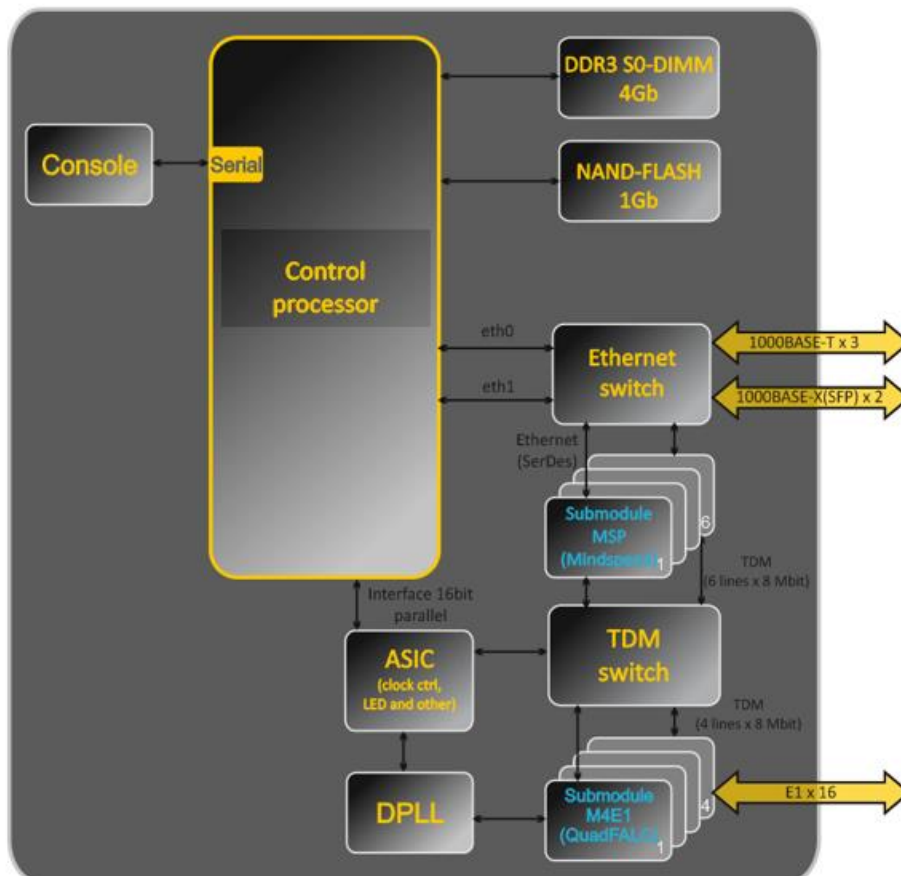 DDR3 S0-DIMM
4Gb
Console
Serial
NAND-FLASH
1Gb
Control
processor
eth0
1000BASE-T x 3
Ethernet
switch
eth1
1000BASE-X(SFP) x 2
Ethernet
(SerDes)
6
Submodule
MSP
(Mindspeed)
1
TDM
(6 lines x 8 Mbit)
Interface 16bit
parallel
TDM
switch
ASIC
(clock ctrl,
LED and other)
TDM
(4 lines x 8 Mbit)
DPLL
4
Submodule
M4E1
(QuadFALC)
1
E1 x 16